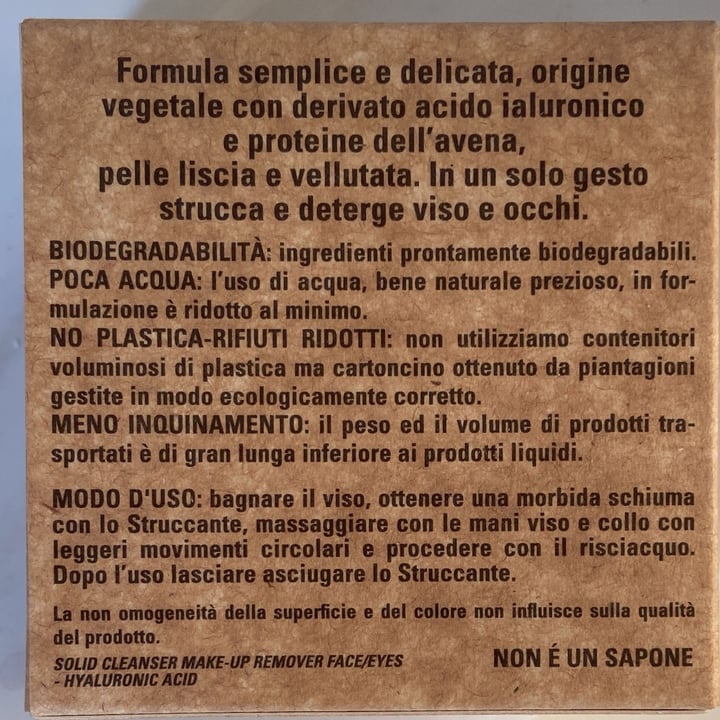 Formula semplice e delicata, origine
vegetale con derivato acido ialuronico
e proteine dell'avena,
pelle liscia e vellutata. In un solo gesto
strucca e deterge viso e occhi.
BIODEGRADABILITÀ: ingredienti prontamente biodegradabili.
POCA ACQUA: l'uso di acqua, bene naturale prezioso, in for-
mulazione è ridotto al minimo.
NO PLASTICA-RIFIUTI RIDOTTI: non utilizziamo contenitori
voluminosi di plastica ma cartoncino ottenuto da piantagioni
gestite in modo ecologicamente corretto.
MENO INQUINAMENTO: il peso ed il volume di prodotti tra-
sportati è di gran lunga inferiore ai prodotti liquidi.
MODO D'USO: bagnare il viso, ottenere una morbida schiuma
con lo Struccante, massaggiare con le mani viso e collo con
leggeri movimenti circolari e procedere con il risciacquo.
Dopo l'uso lasciare asciugare lo Struccante.
La non omogeneità della superficie e del colore non influisce sulla qualità
del prodotto.
SOLID CLEANSER MAKE-UP REMOVER FACE/EYES
- HYALURONIC ACID
NON É UN SAPONE